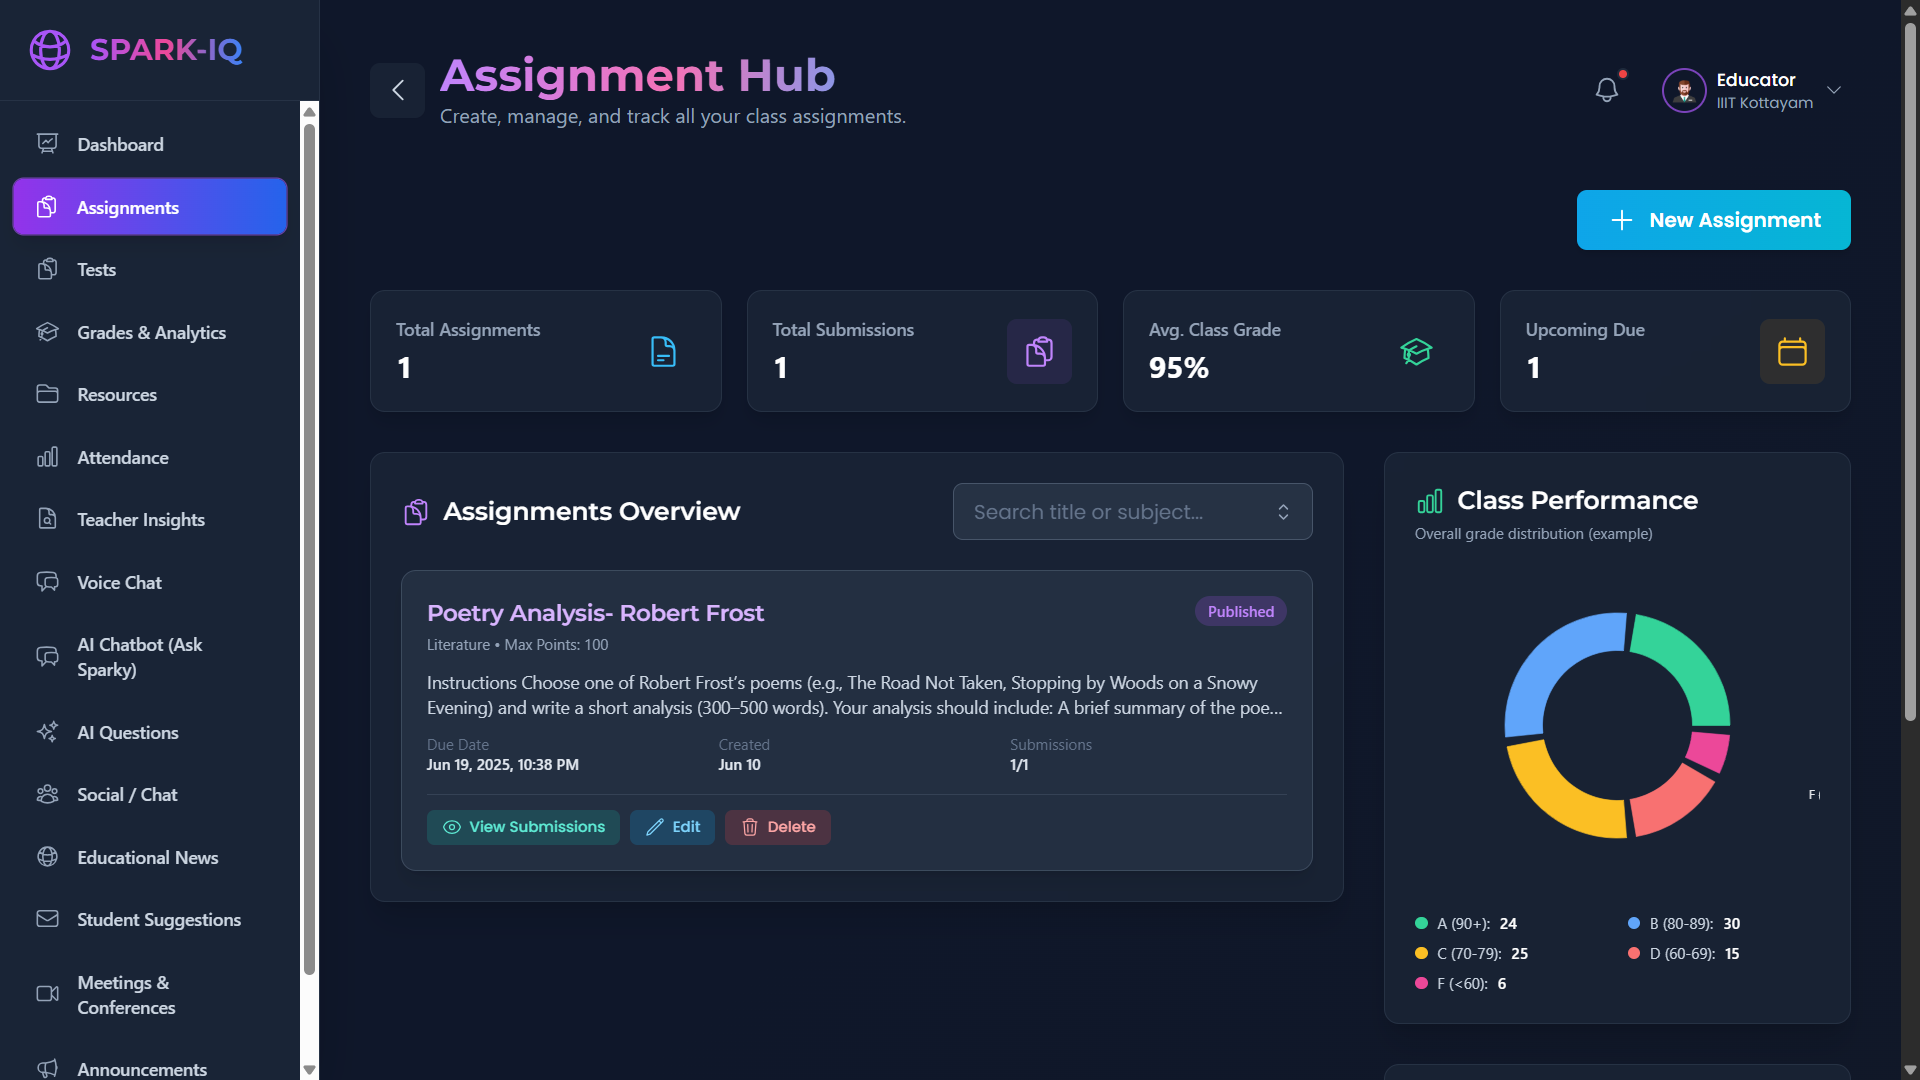 SPARK-IQ
Dashboard
Assignments
Tests
Grades & Analytics
Resources
Attendance
Teacher Insights
Voice Chat
AI Chatbot (Ask
Sparky)
AI Questions
Social / Chat
Educational News
Student Suggestions
Meetings &
Conferences
Announcements
Assignment Hub
Create, manage, and track all your class assignments.
Educator
IIIT Kottayam
New Assignment
Total Assignments
1
Total Submissions
1
Avg. Class Grade
95%
Upcoming Due
1
Assignments Overview
Search title or subject...
Poetry Analysis- Robert Frost
Published
Literature • Max Points: 100
Instructions Choose one of Robert Frost’s poems (e.g., The Road Not Taken, Stopping by Woods on a Snowy
Evening) and write a short analysis (300–500 words). Your analysis should include: A brief summary of the poe...
Due Date
Jun 19, 2025, 10:38 PM
Created
Jun 10
Submissions
1/1
View Submissions
Edit
Delete
Class Performance
Overall grade distribution (example)
F (
A (90+): 24
B (80-89): 30
C (70-79): 25
D (60-69): 15
F (<60): 6